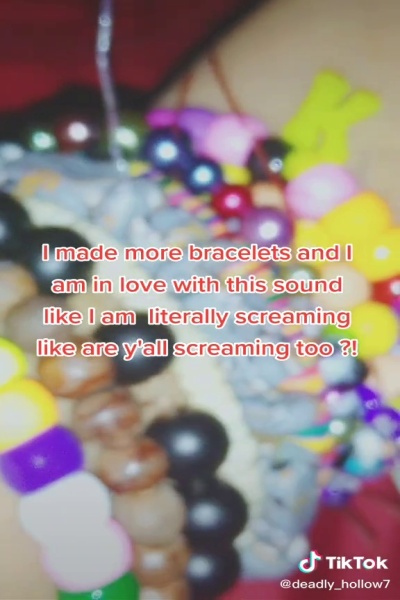 I made more bracelets and I
am in love with this sound
like I am literally screaming
like are y'all screaming too ?!
TikTok
@deadly_hollow7